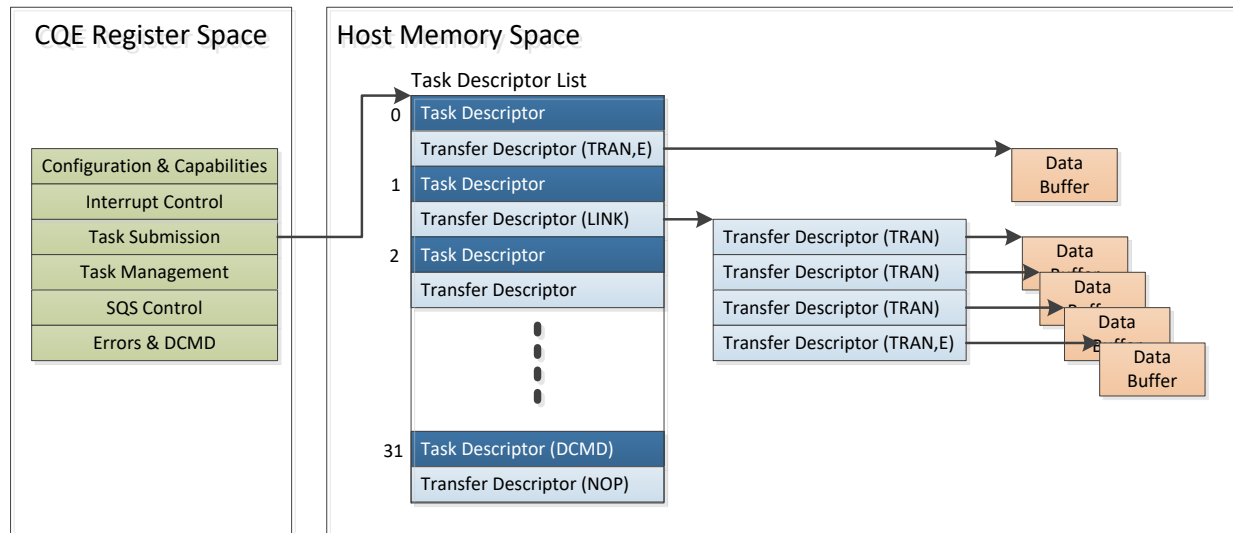 CQE Register Space
Configuration & Capabilities
Interrupt Control
Task Submission
Task Management
SQS Control
Errors & DCMD
Host Memory Space
Task Descriptor List
0
Task Descriptor
Transfer Descriptor (TRAN,E)
1
Task Descriptor
Transfer Descriptor (LINK)
2
Task Descriptor
Transfer Descriptor
31
Task Descriptor (DCMD)
Transfer Descriptor (NOP)
Transfer Descriptor (TRAN)
Transfer Descriptor (TRAN)
Transfer Descriptor (TRAN)
Transfer Descriptor (TRAN,E)
Data
Buffer
Data
Buffer
Data
Buffer
Data
Buffer
Data
Buffer